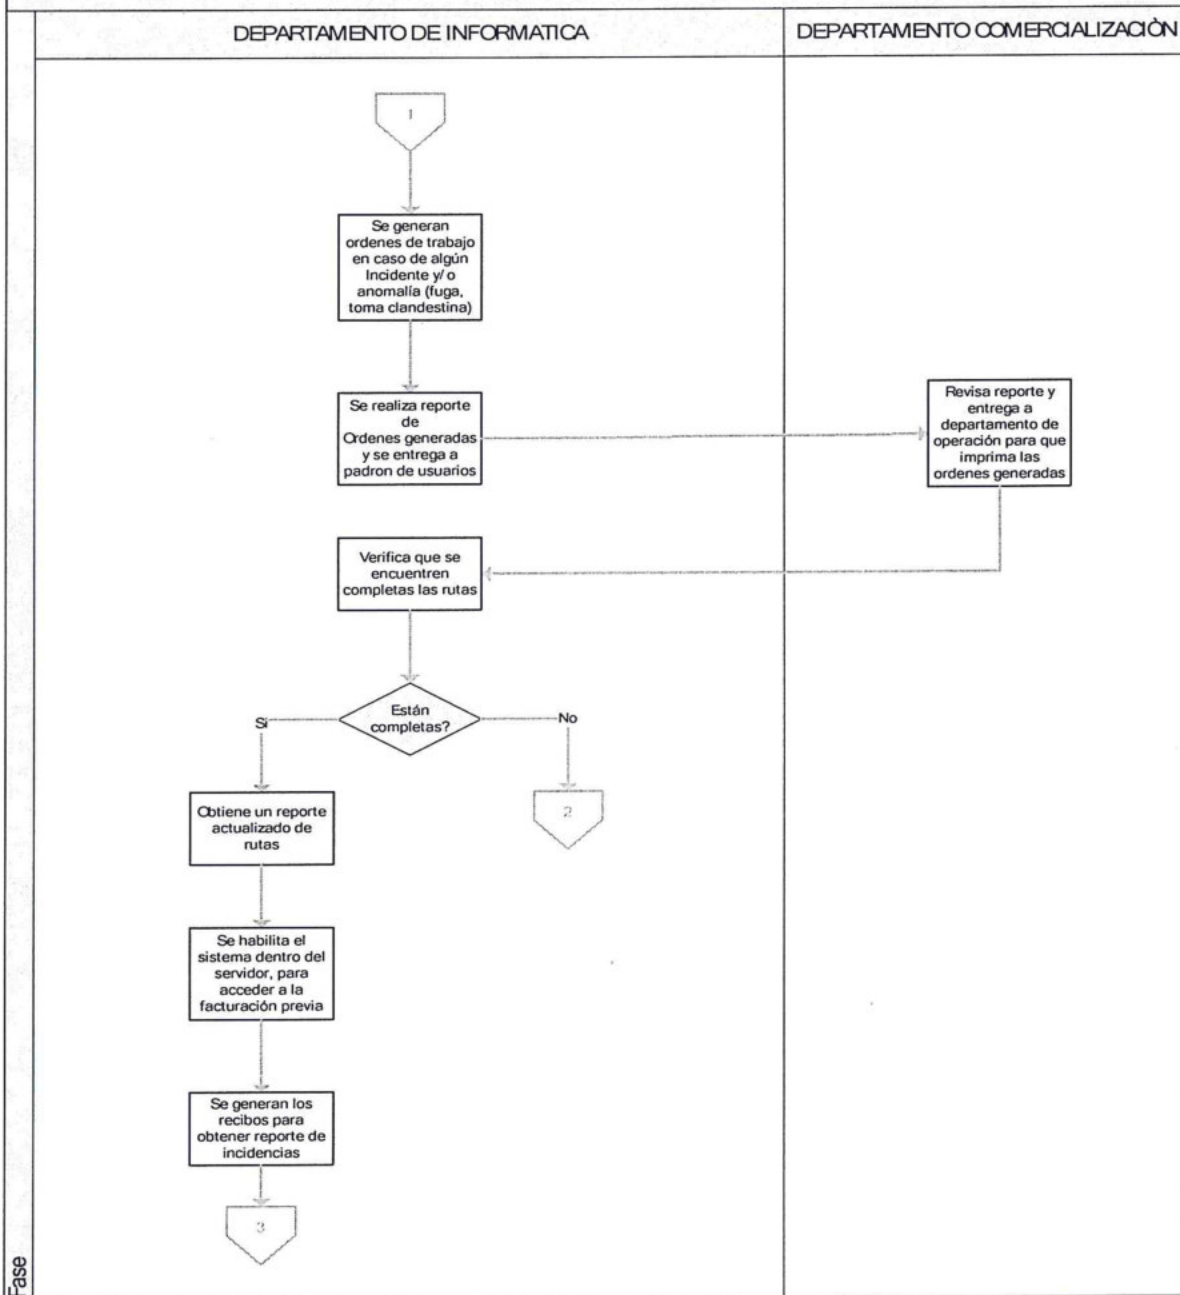 DEPARTAMENTO DE INFORMATICA
DEPARTAMENTO COMERCIALIZACIÒN
1
Se generan
ordenes de trabajo
en caso de algún
Incidente y/o
anomalía (fuga,
toma clandestina)
Se realiza reporte
de
Ordenes generadas
y se entrega a
padron de usuarios
Revisa reporte y
entrega a
departamento de
operación para que
imprima las
ordenes generadas
Verifica que se
encuentren
completas las rutas
Están
completas?
Si
No
Obtiene un reporte
actualizado de
rutas
2
Se habilita el
sistema dentro del
servidor, para
acceder a la
facturación previa
Se generan los
recibos para
obtener reporte de
incidencias
3
Fase